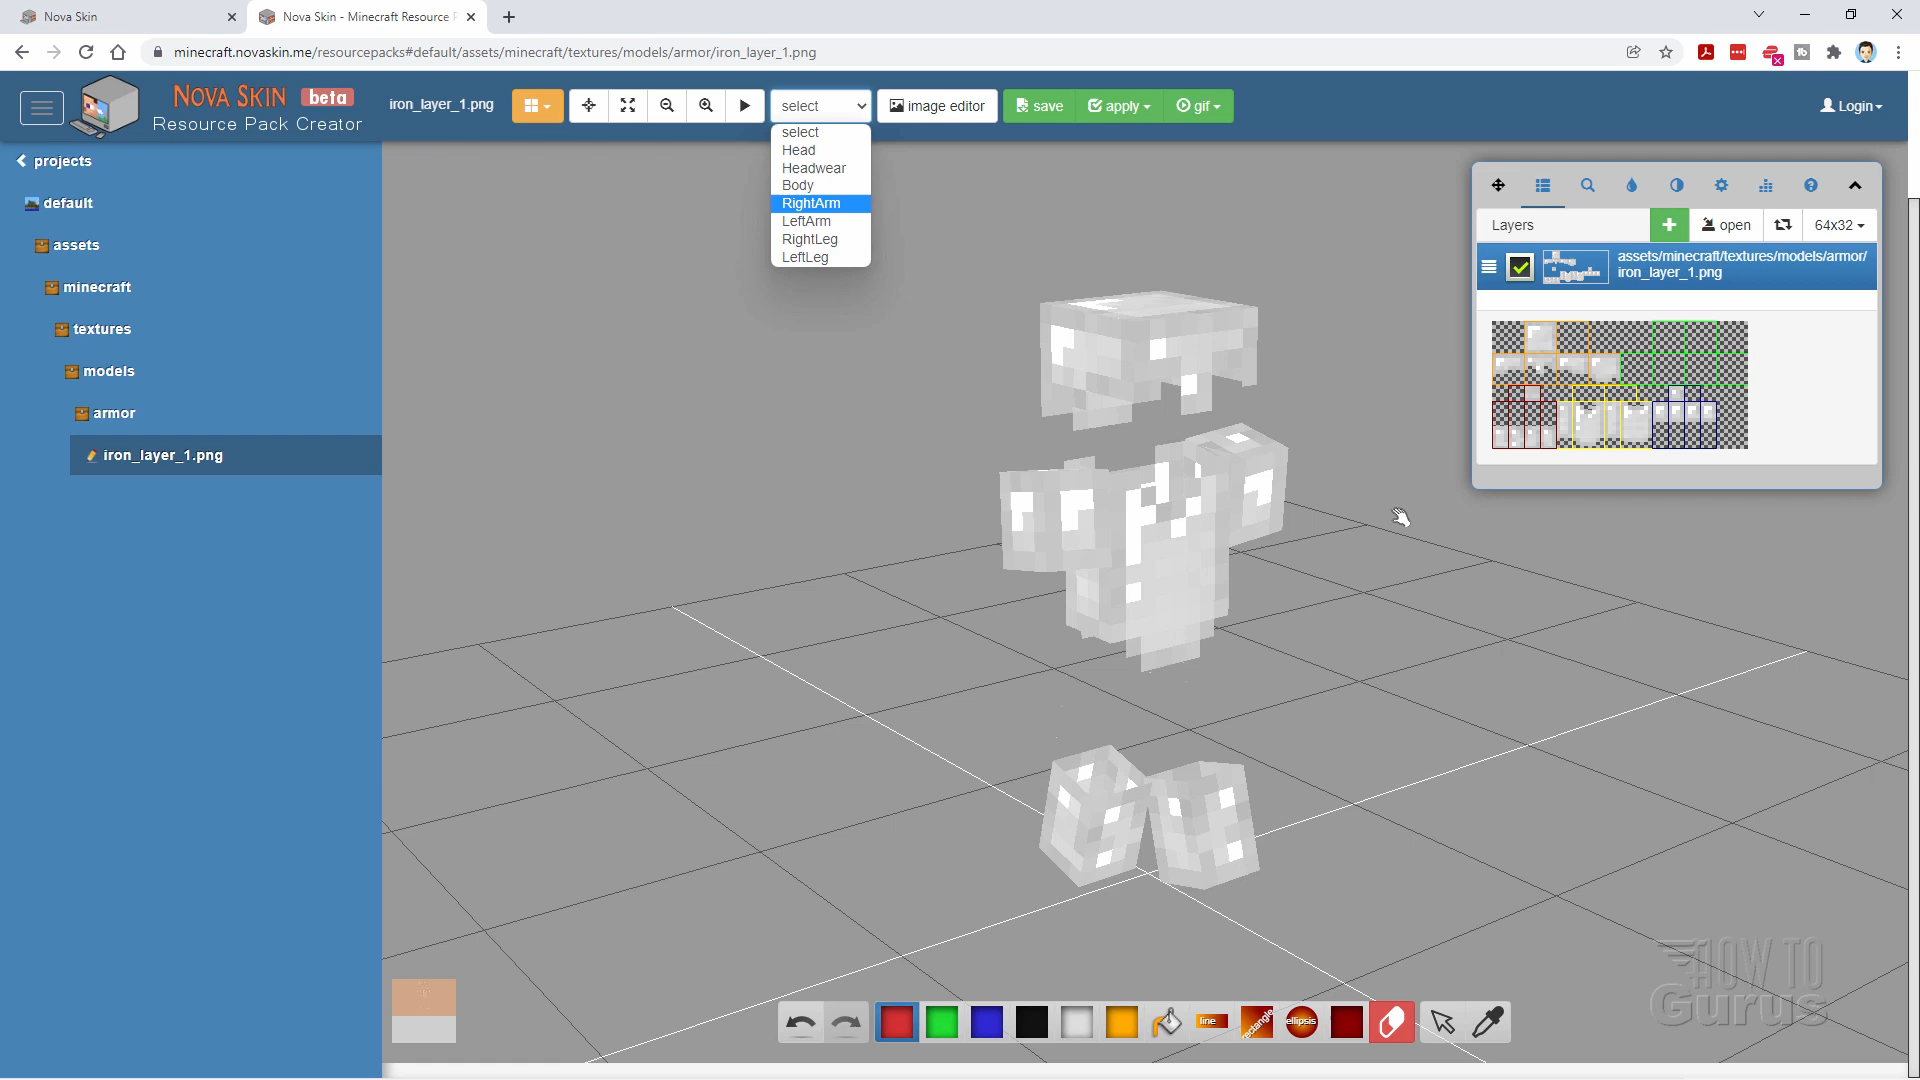 Nova Skin
Nova Skin - Minecraft Resource P
minecraft.novaskin.me/resourcepacks#default/assets/minecraft/textures/models/armor/iron_layer_1.png
NOVA SKIN beta
Resource Pack Creator
iron_layer_1.png
select
image editor
save
apply
gif
Login
select
Head
Headwear
Body
RightArm
LeftArm
RightLeg
LeftLeg
projects
default
assets
minecraft
textures
models
armor
iron_layer_1.png
Layers
open
64x32
assets/minecraft/textures/models/armor/
iron_layer_1.png
line
rectangle
ellipsis
HOW TO
Gurus